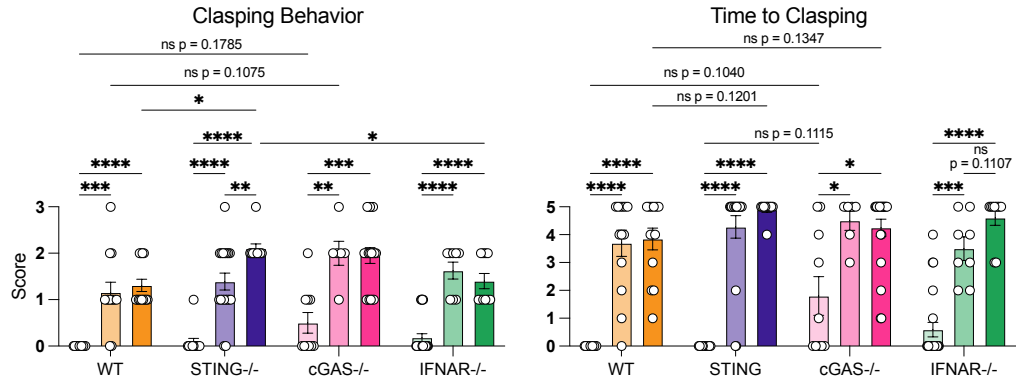 Clasping Behavior
ns p = 0.1785
ns p = 0.1075
*
**** *
**** **** *** ****
*** **** ** ** ****
3
2
1
0
Score
WT STING-/- cGAS-/- IFNAR-/-
Time to Clasping
ns p = 0.1347
ns p = 0.1040
ns p = 0.1201
ns p = 0.1115 ****
ns
**** **** * p = 0.1107
**** **** * ***
5
4
3
2
1
0
WT STING cGAS-/- IFNAR-/-